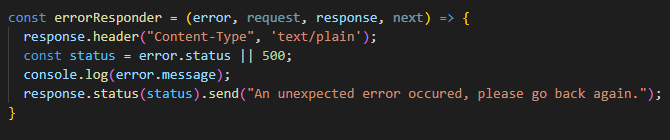 const errorResponder = (error, request, response, next) => {
response.header("Content-Type", 'text/plain');
const status = error.status || 500;
console.log(error.message);
response.status(status).send("An unexpected error occured, please go back again.");
}